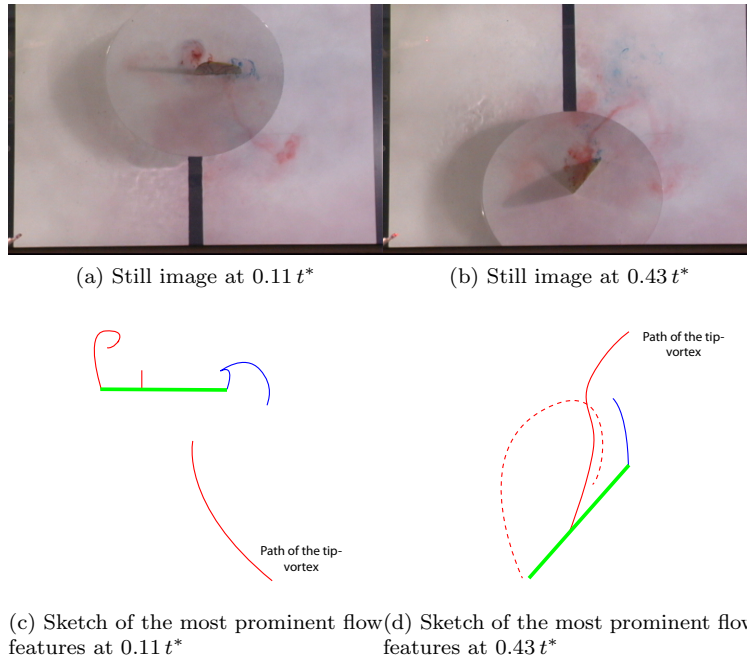 (a) Still image at 0.11 t*
(b) Still image at 0.43 t*
Path of the tip-
vortex
Path of the tip-
vortex
(c) Sketch of the most prominent flow
features at 0.11 t*
(d) Sketch of the most prominent flow
features at 0.43 t*